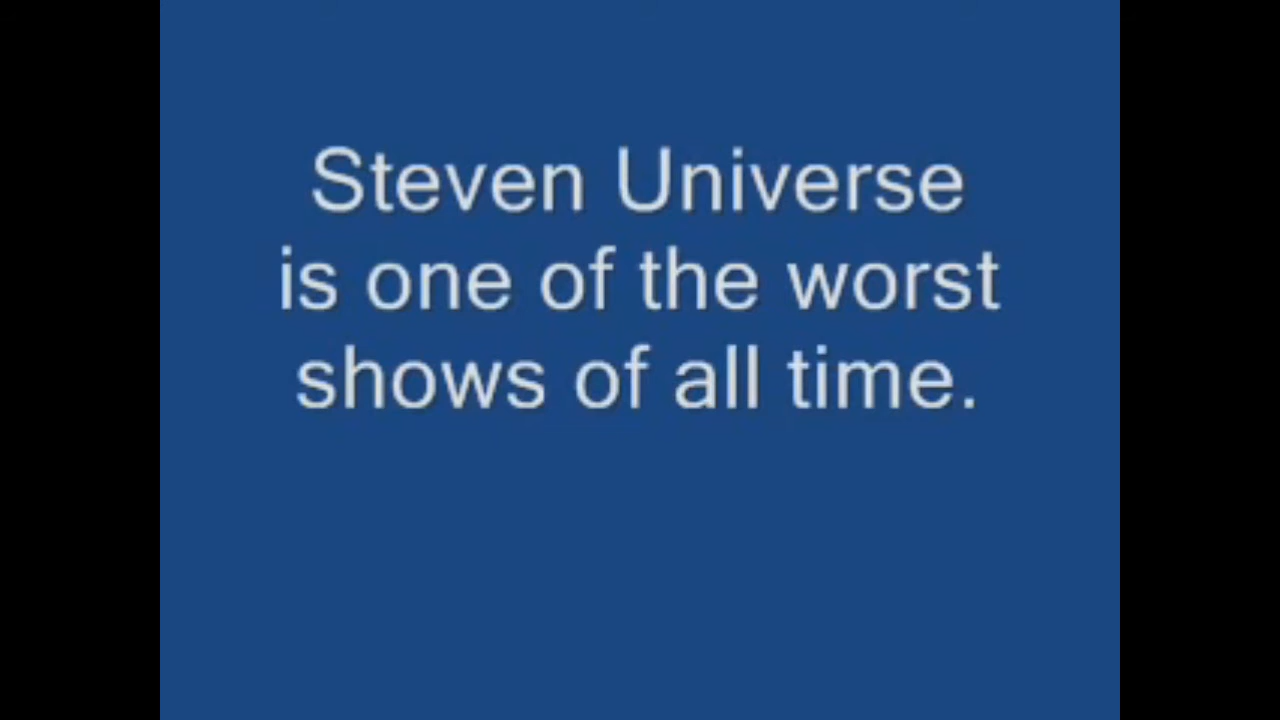 Steven Universe
is one of the worst
shows of all time.